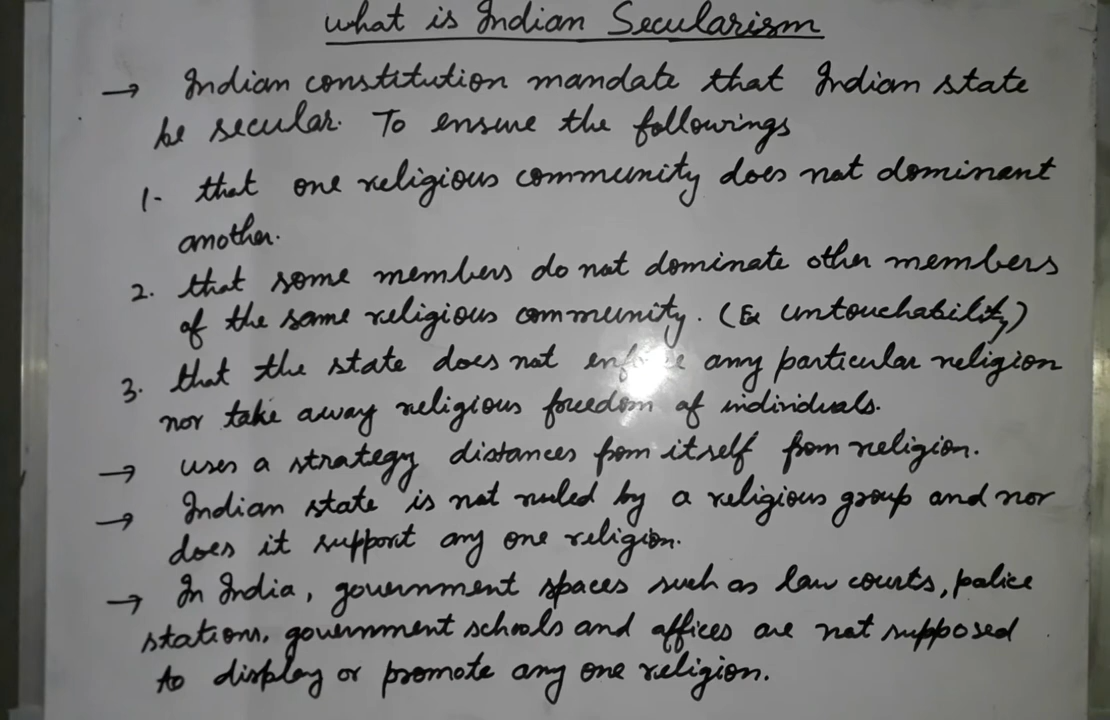 what is Indian Secularism
→ Indian constitution mandate that Indian state
be secular. To ensure the followings
1- that one religious community does not dominant
another.
2. that some members do not dominate other members
of the same religious community. (Ex untouchability)
3. that the state does not any particular religion
nor take away religious freedom of individuals.
→ uses a strategy distances from itself from religion.
→ Indian state is not ruled by a religious group and nor
does it support any one religion.
→ In India, government spaces such as law courts, police
stations, government schools and offices are not supposed
to display or promote any one religion.